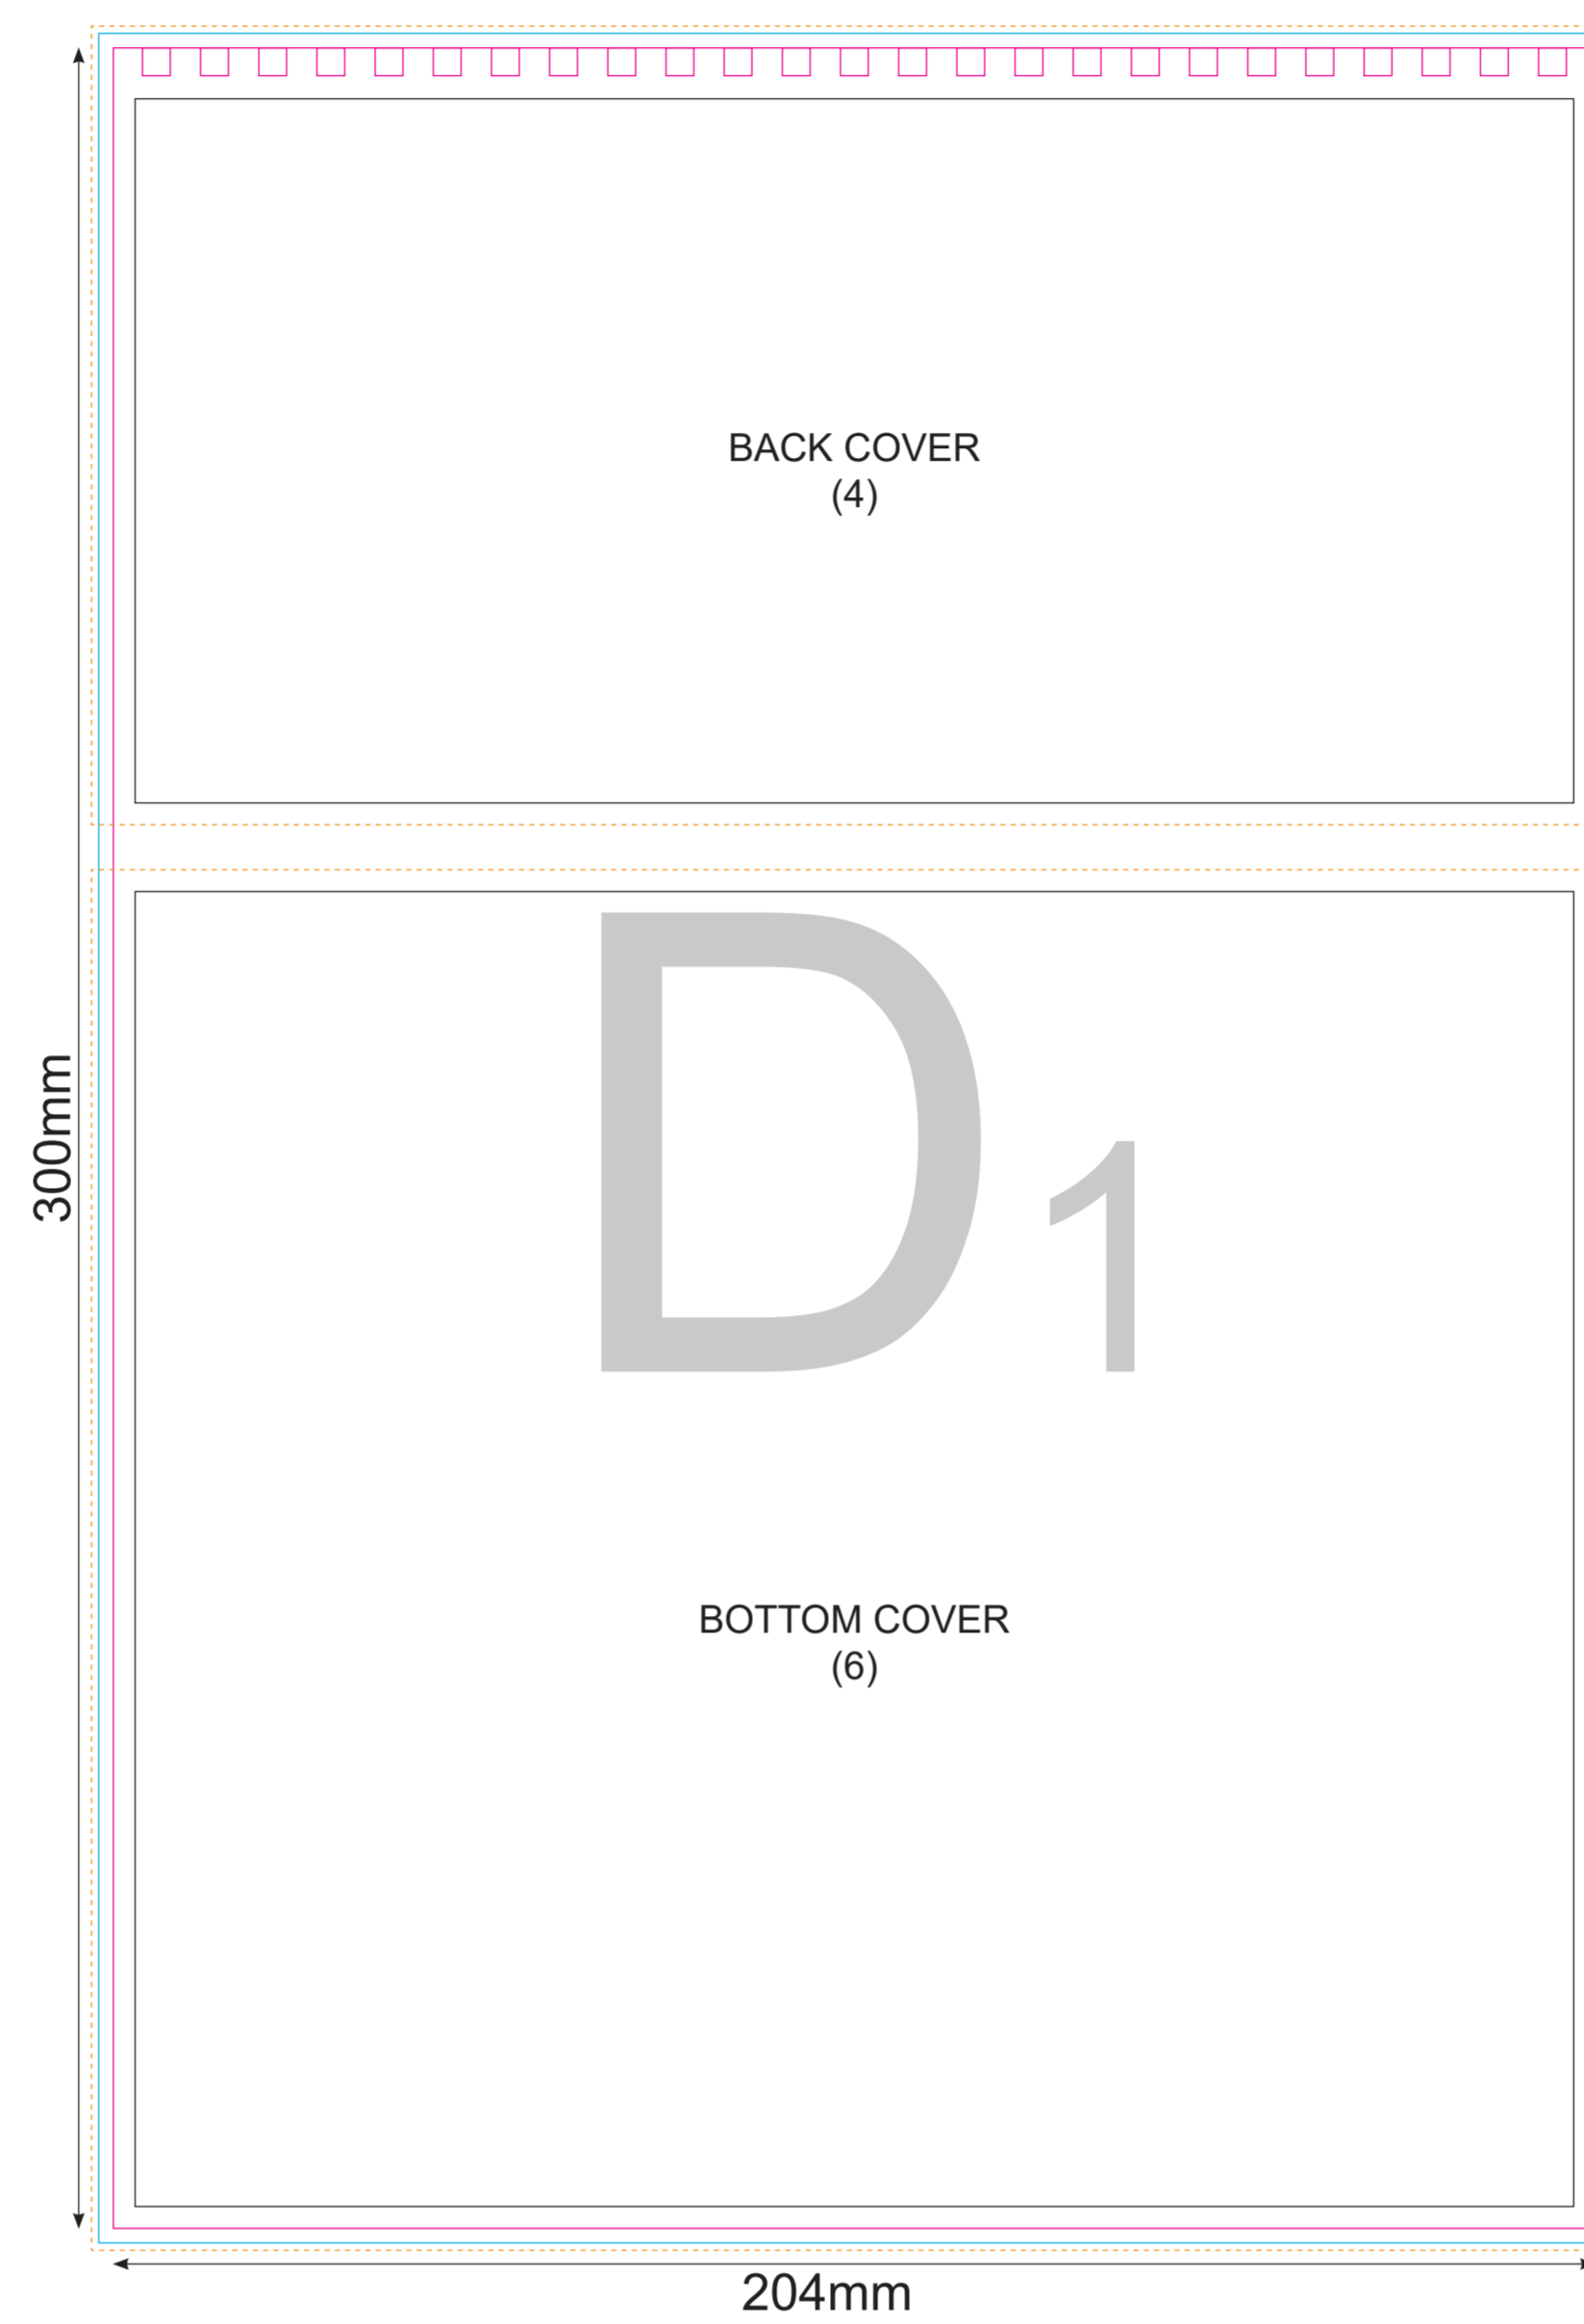 BACK COVER
(4)
D1
300mm
BOTTOM COVER
(6)
204mm